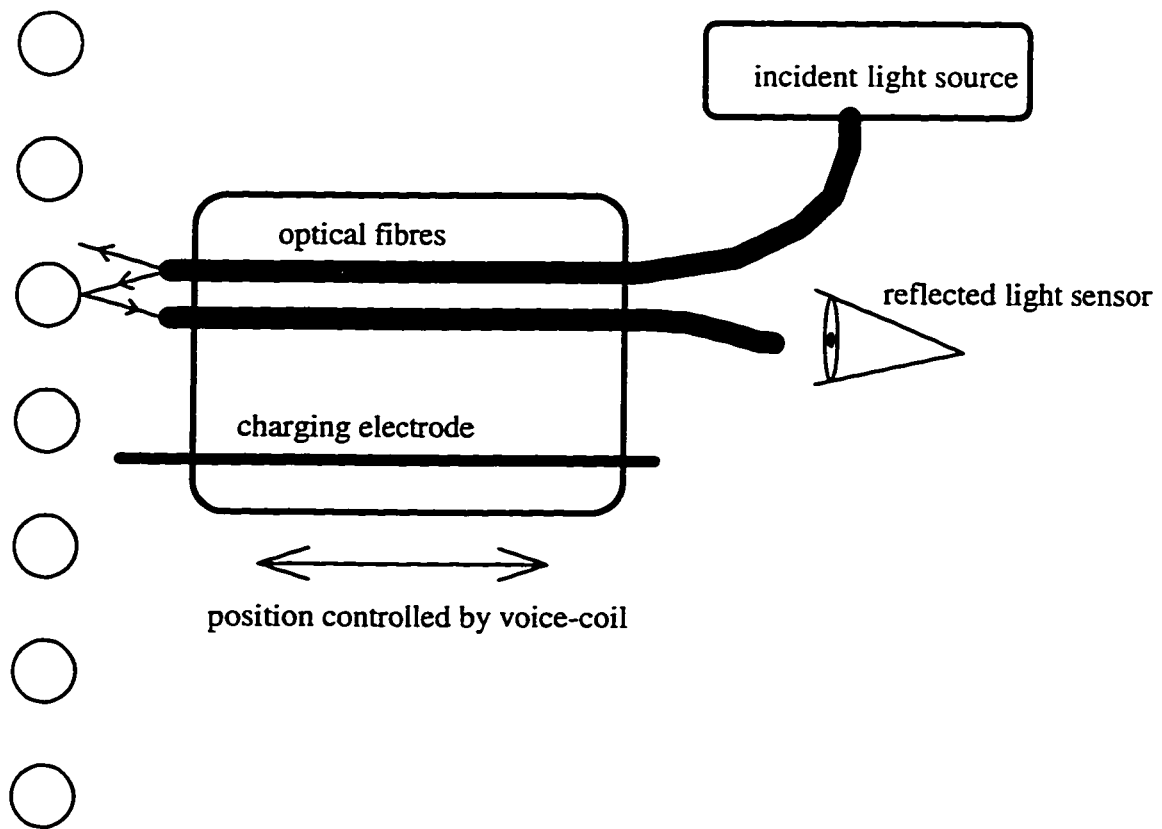 incident light source
optical fibres
reflected light sensor
charging electrode
position controlled by voice-coil